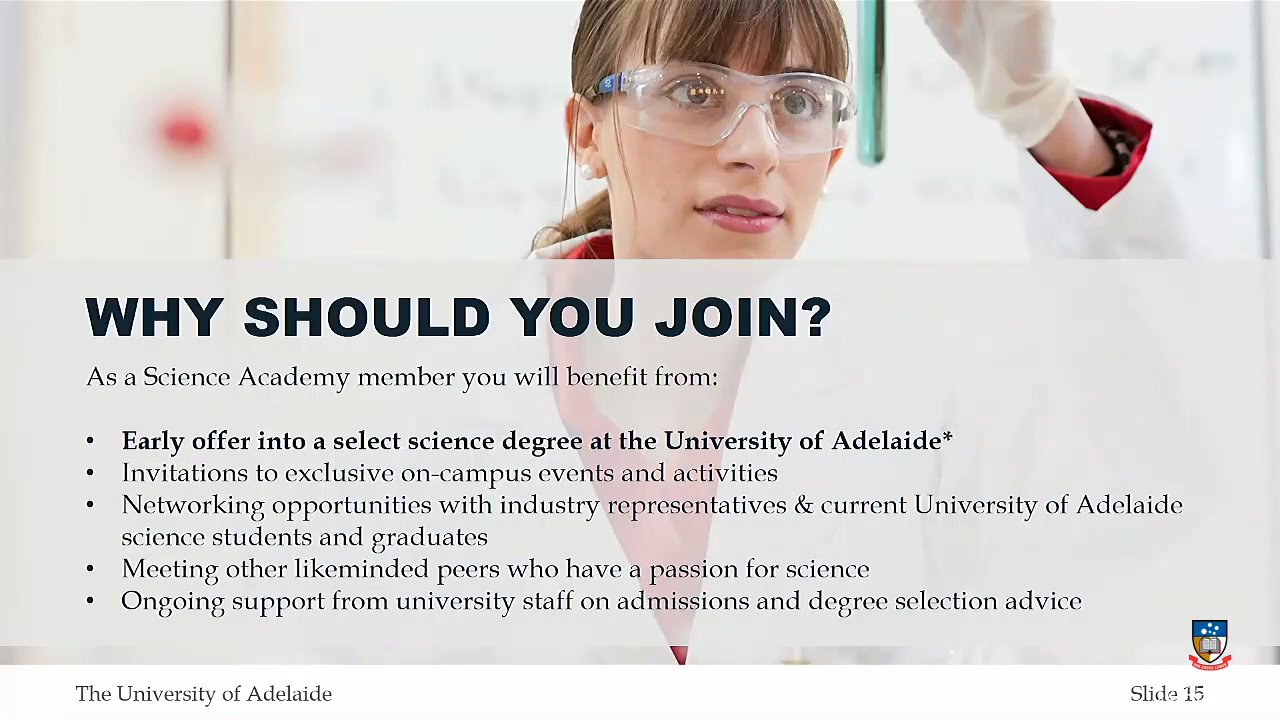 WHY SHOULD YOU JOIN?
As a Science Academy member you will benefit from:
• Early offer into a select science degree at the University of Adelaide*
• Invitations to exclusive on-campus events and activities
• Networking opportunities with industry representatives & current University of Adelaide
science students and graduates
• Meeting other likeminded peers who have a passion for science
• Ongoing support from university staff on admissions and degree selection advice
The University of Adelaide
Slide 15